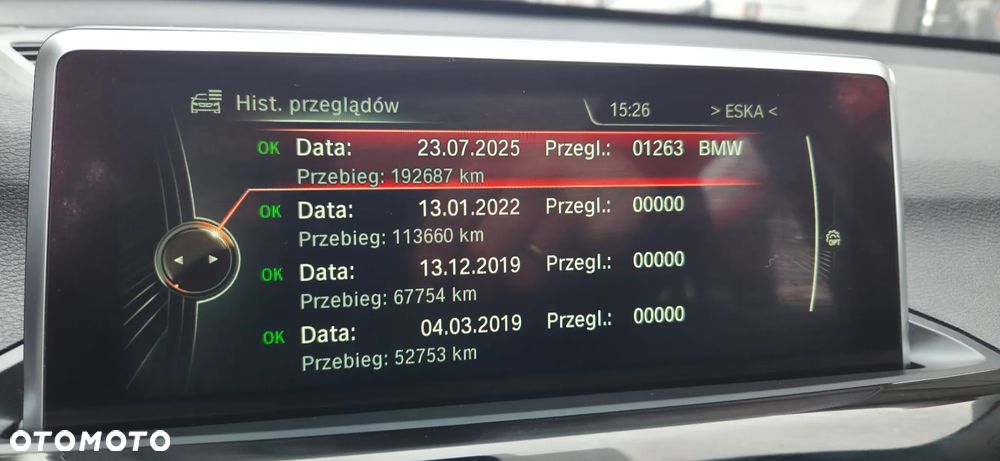 Hist. przeglądów 15:26 > ESKA <
OK Data: 23.07.2025 Przegl.: 01263 BMW
Przebieg: 192687 km
OK Data: 13.01.2022 Przegl.: 00000
Przebieg: 113660 km
OK Data: 13.12.2019 Przegl.: 00000
Przebieg: 67754 km
OK Data: 04.03.2019 Przegl.: 00000
Przebieg: 52753 km
OPT
OTOMOTO